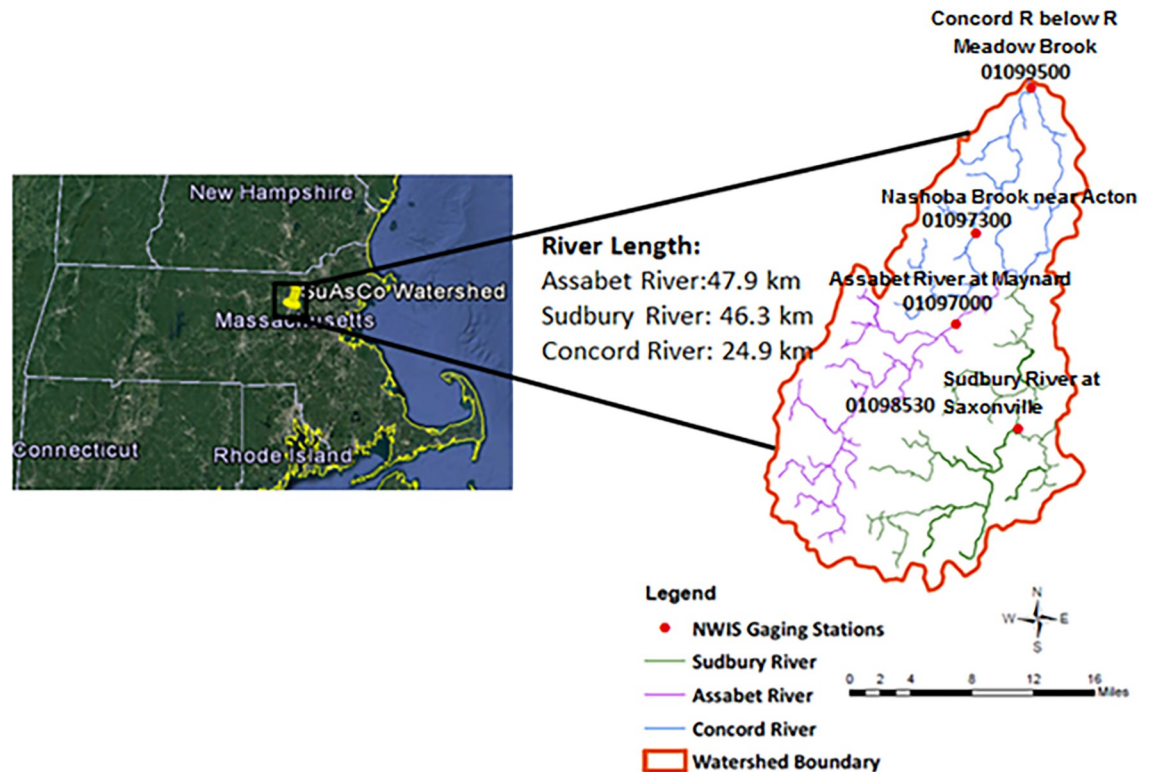 Concord R below R
Meadow Brook
01099500
New Hampshire
SuAsCo Watershed
Massachusetts
Connecticut
Rhode Island
River Length:
Assabet River:47.9 km
Sudbury River: 46.3 km
Concord River: 24.9 km
Nashoba Brook near Acton
01097300
Assabet River at Maynard
01097000
Sudbury River at
Saxonville
01098530
Legend
NWIS Gaging Stations
Sudbury River
Assabet River
Concord River
Watershed Boundary
N
W E
S
0 2 4 8 12 16
Miles